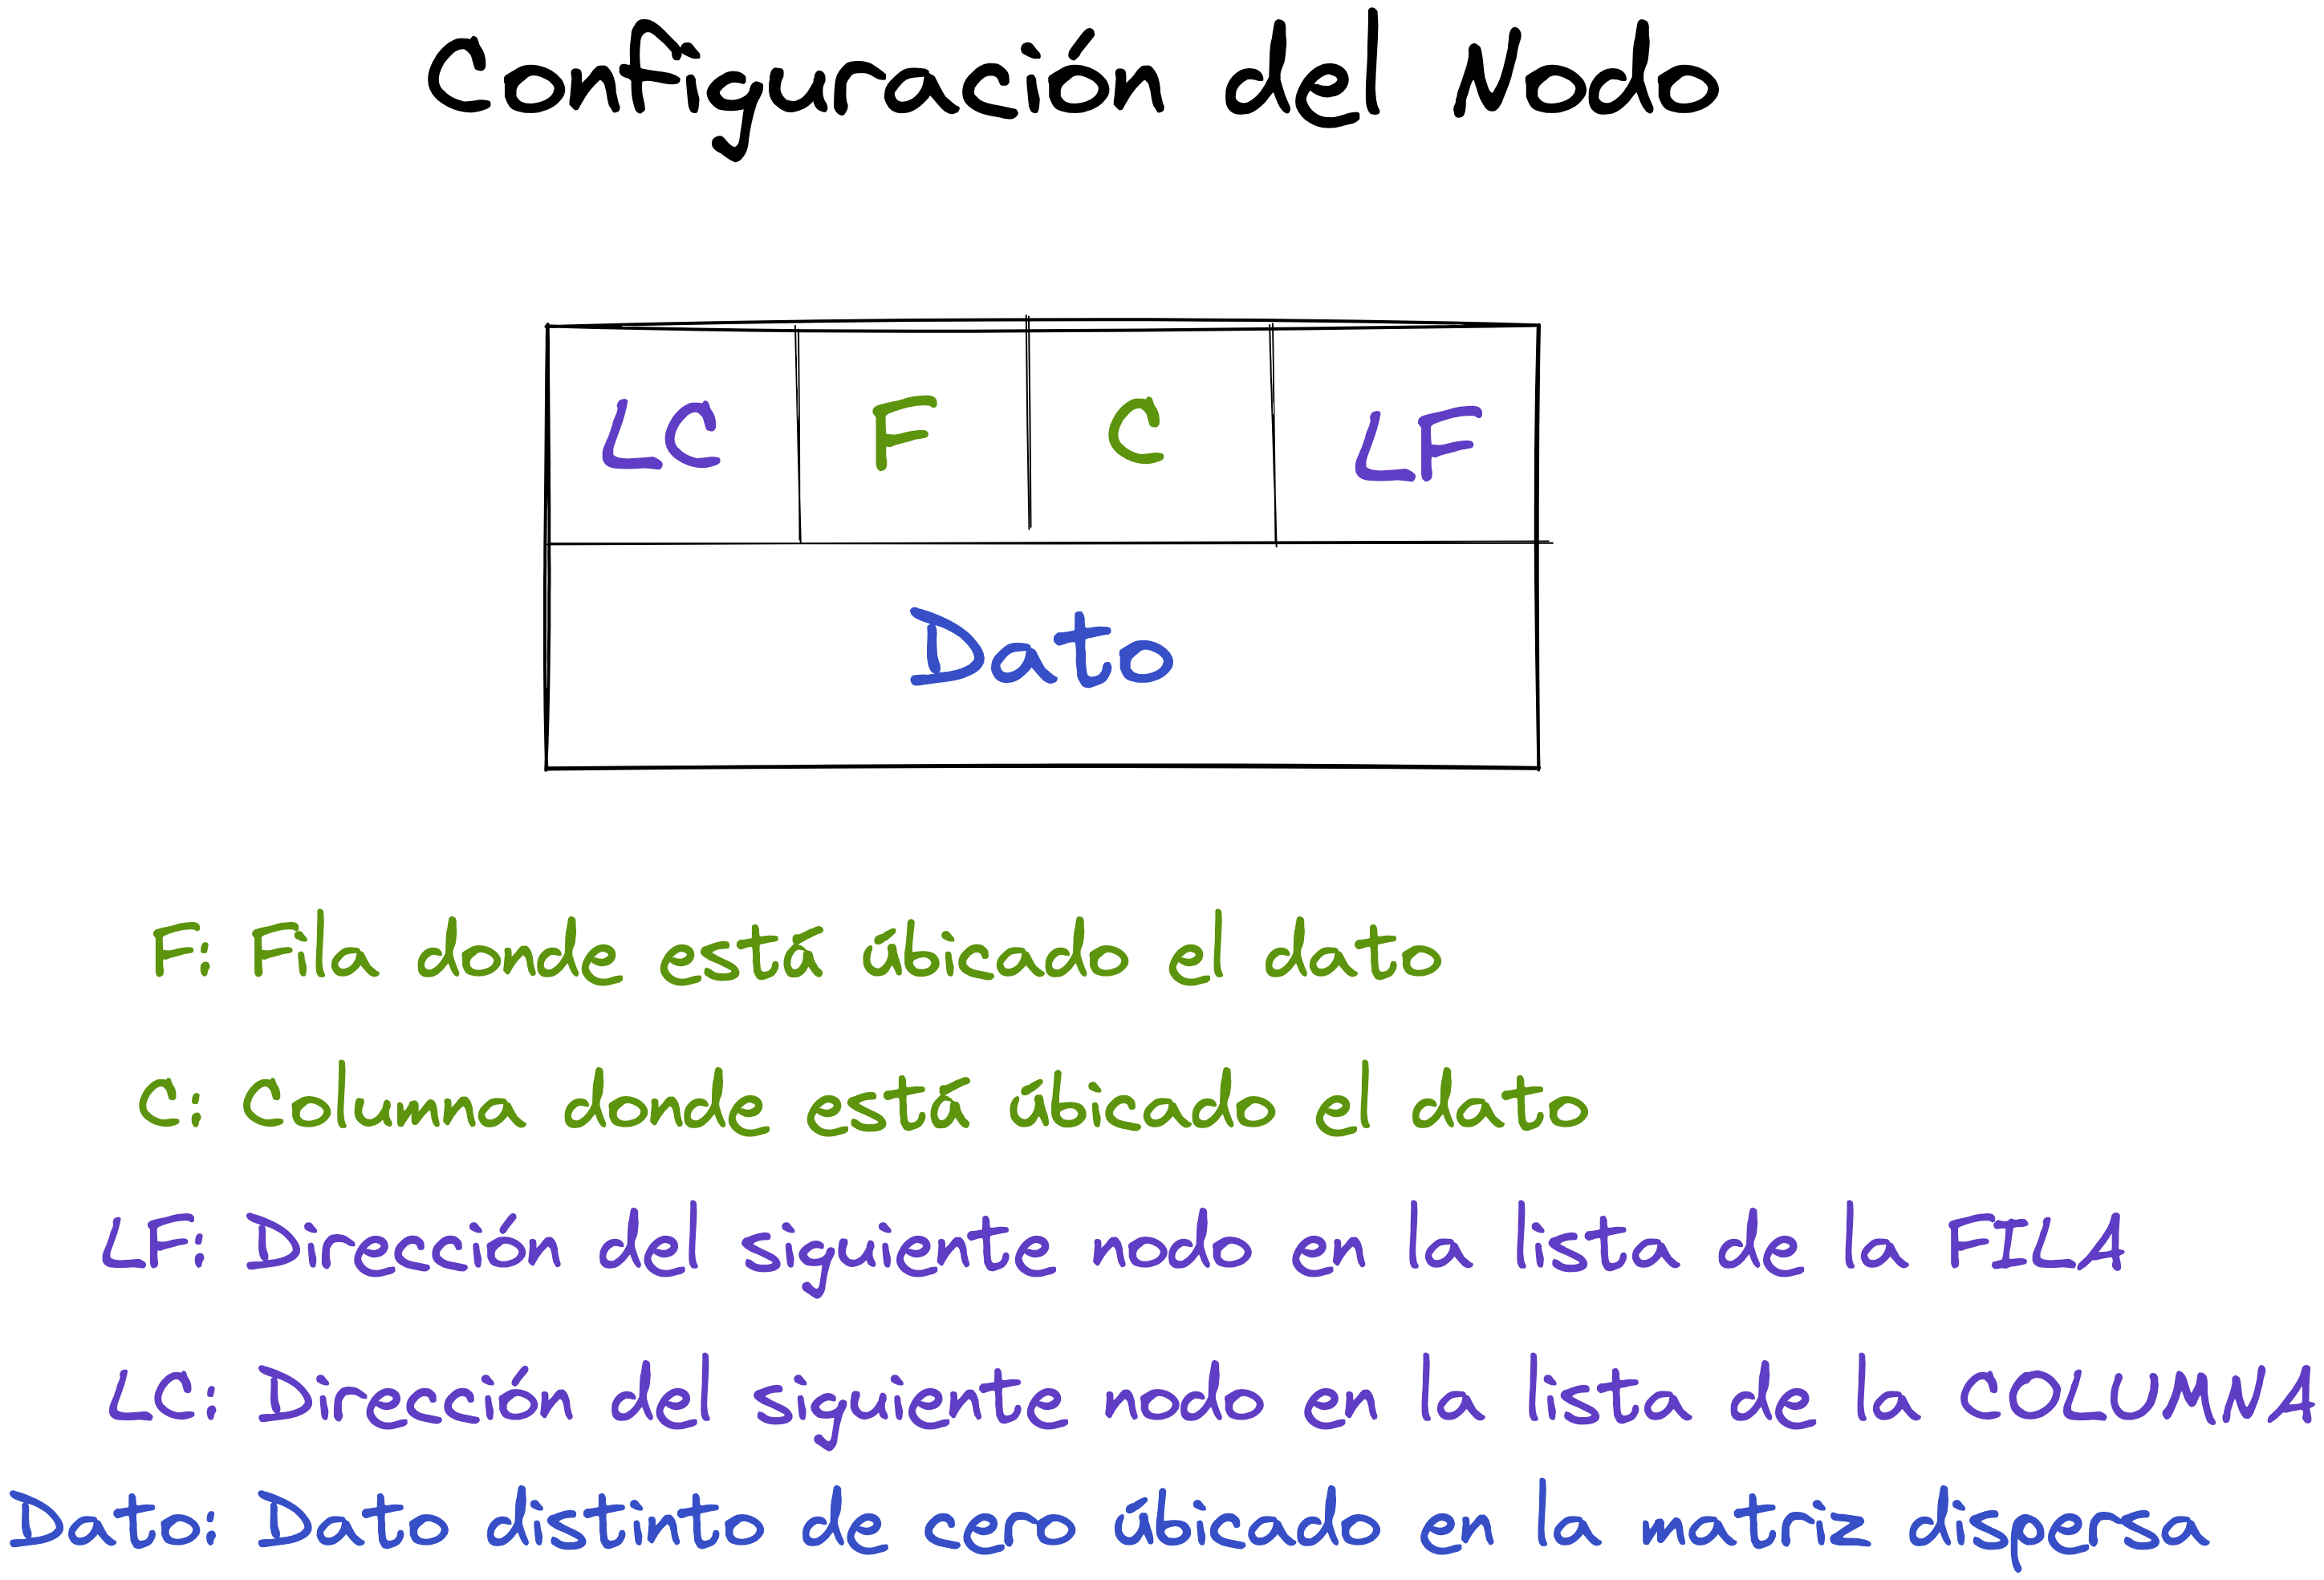 Configuración del Nodo
LC F C LF
Dato
F: Fila donde está úbicado el dato
C: Columna donde está úbicado el dato
LF: Dirección del siguiente nodo en la lista de la FILA
LC: Dirección del siguiente nodo en la lista de la COLUMNA
Dato: Dato distinto de cero úbicado en la matriz dispersa